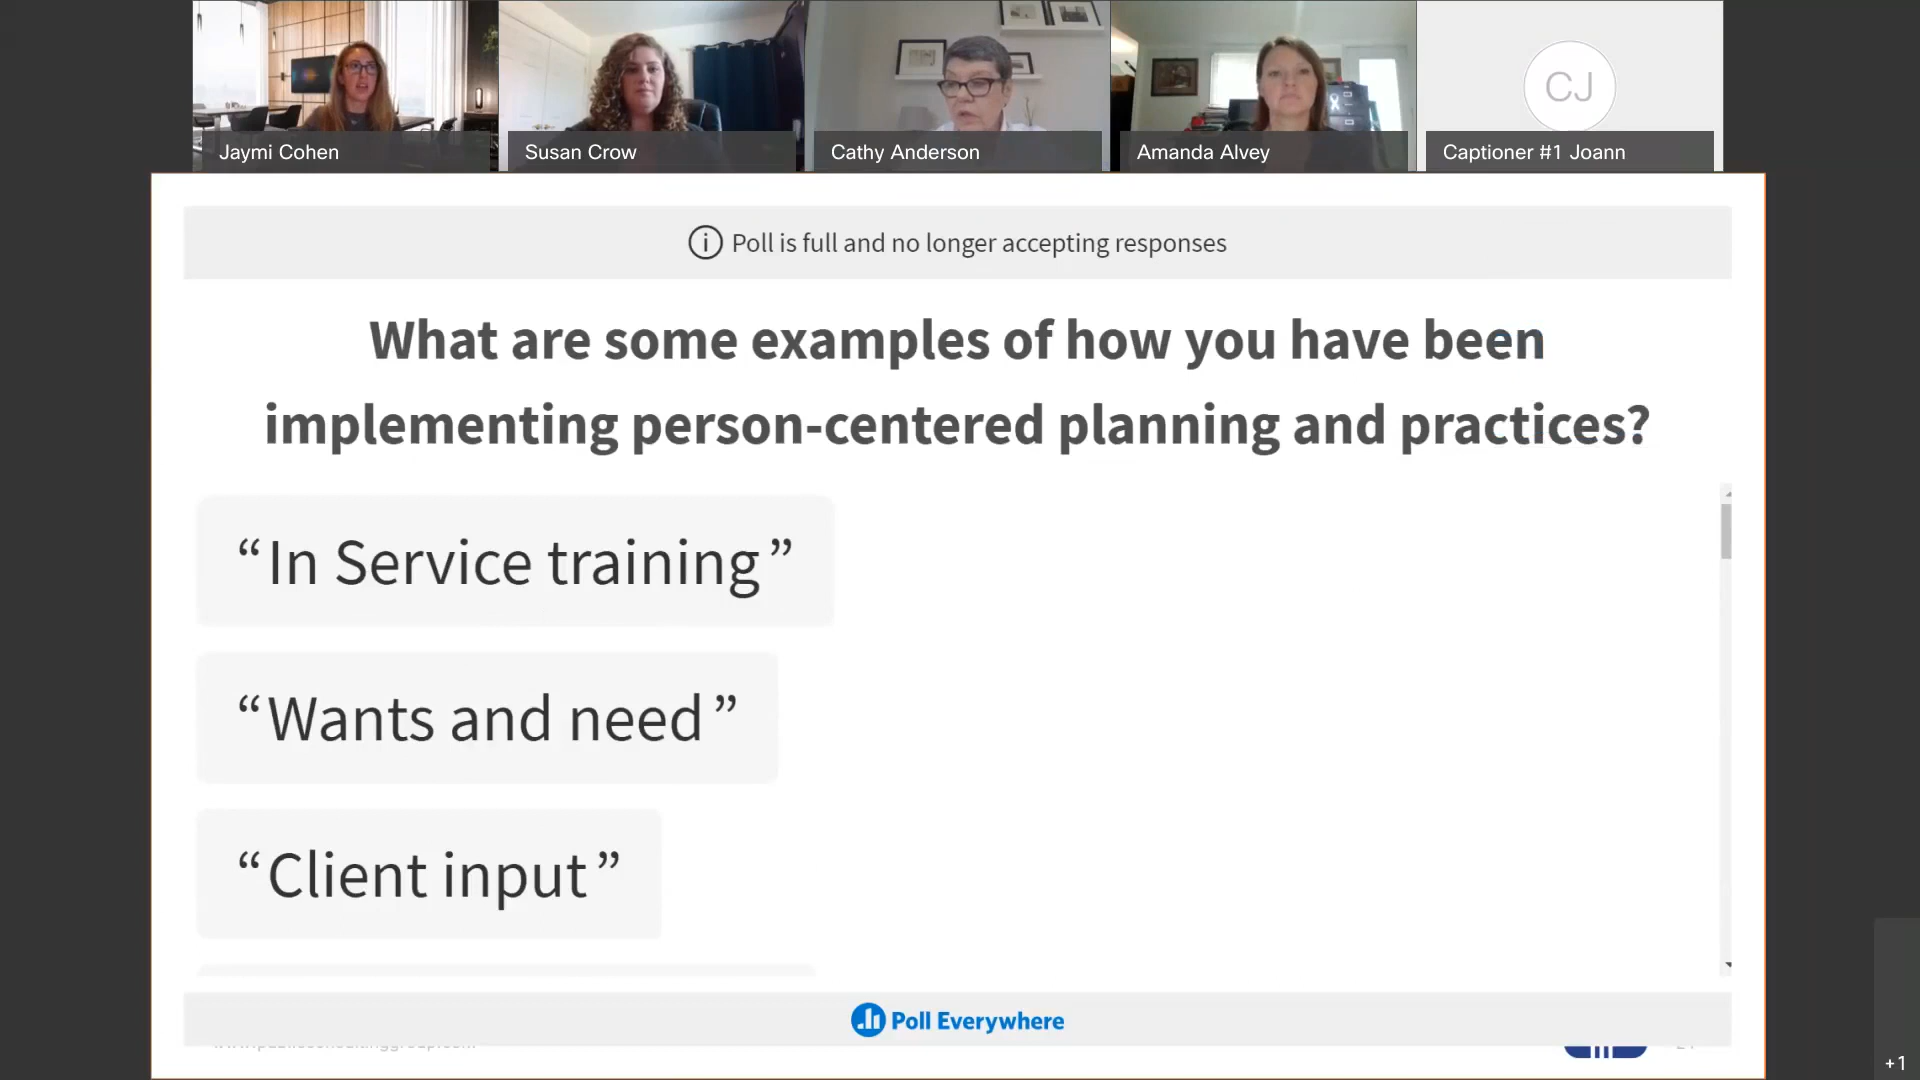 Jaymi Cohen
Susan Crow
Cathy Anderson
Amanda Alvey
CJ
Captioner #1 Joann
Poll is full and no longer accepting responses
What are some examples of how you have been
implementing person-centered planning and practices?
“In Service training”
“Wants and need”
“Client input”
Poll Everywhere
+1